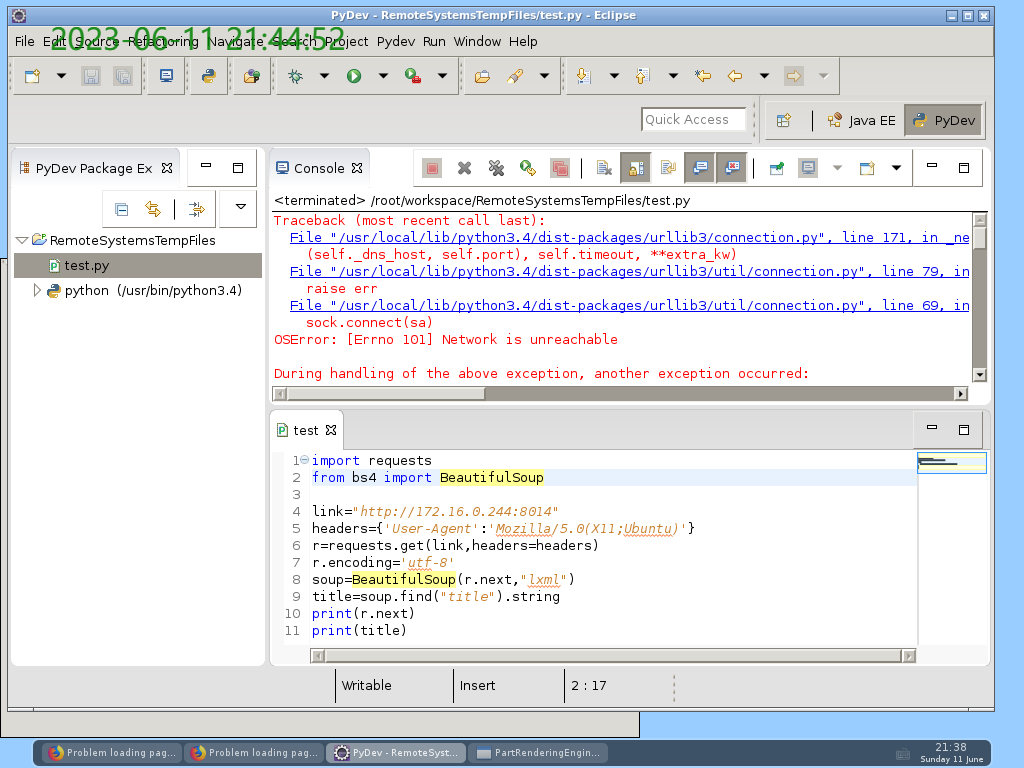 PyDev - RemoteSystemsTempFiles/test.py - Eclipse
2023-06-11 21:44:52
File Edit Source Refactoring Navigate Search Project Pydev Run Window Help
Quick Access
Java EE
PyDev
PyDev Package Ex
RemoteSystemsTempFiles
test.py
python (/usr/bin/python3.4)
Console
<terminated> /root/workspace/RemoteSystemsTempFiles/test.py
Traceback (most recent call last):
File "/usr/local/lib/python3.4/dist-packages/urllib3/connection.py", line 171, in _ne
(self._dns_host, self.port), self.timeout, **extra_kw)
File "/usr/local/lib/python3.4/dist-packages/urllib3/util/connection.py", line 79, in
raise err
File "/usr/local/lib/python3.4/dist-packages/urllib3/util/connection.py", line 69, in
sock.connect(sa)
OSError: [Errno 101] Network is unreachable
During handling of the above exception, another exception occurred:
test
1 import requests
2 from bs4 import BeautifulSoup
3
4 link="http://172.16.0.244:8014"
5 headers={'User-Agent':'Mozilla/5.0(X11;Ubuntu)'}
6 r=requests.get(link,headers=headers)
7 r.encoding='utf-8'
8 soup=BeautifulSoup(r.next,"lxml")
9 title=soup.find("title").string
10 print(r.next)
11 print(title)
Writable
Insert
2 : 17
Problem loading pag...
Problem loading pag...
PyDev - RemoteSyst...
PartRenderingEngin...
21:38
Sunday 11 June